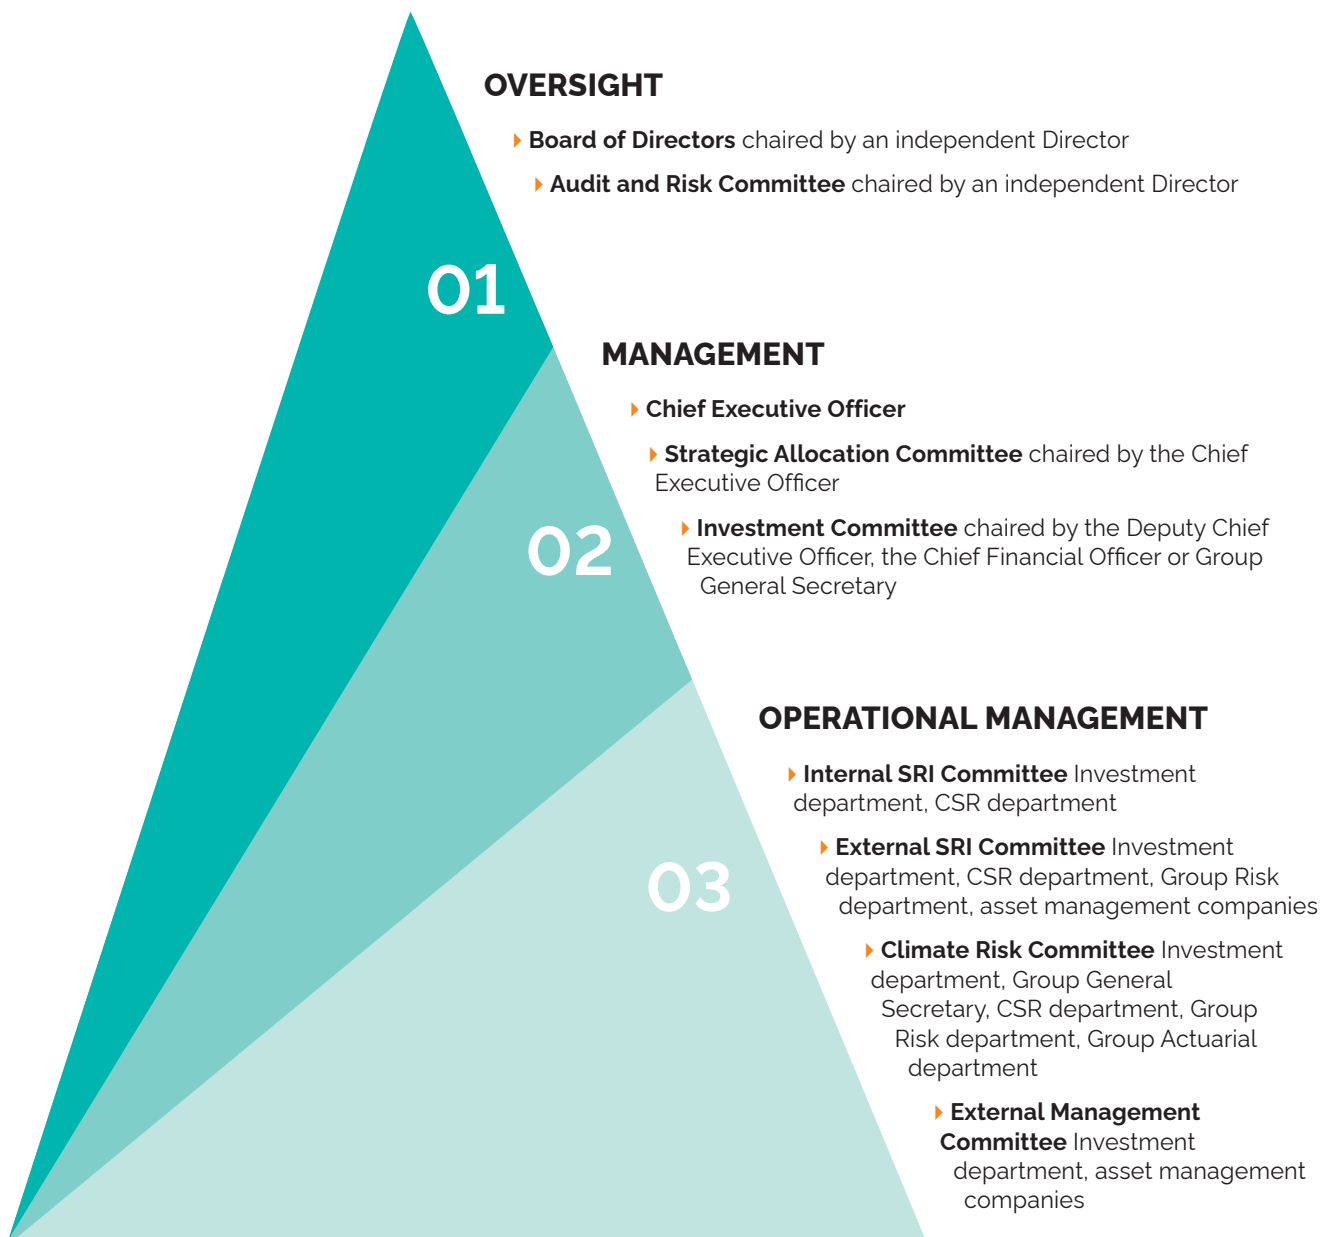 OVERSIGHT
Board of Directors chaired by an independent Director
Audit and Risk Committee chaired by an independent Director
01
MANAGEMENT
Chief Executive Officer
Strategic Allocation Committee chaired by the Chief
Executive Officer
Investment Committee chaired by the Deputy Chief
Executive Officer, the Chief Financial Officer or Group
General Secretary
02
OPERATIONAL MANAGEMENT
Internal SRI Committee Investment
department, CSR department
External SRI Committee Investment
department, CSR department, Group Risk
department, asset management companies
03
Climate Risk Committee Investment
department, Group General
Secretary, CSR department, Group
Risk department, Group Actuarial
department
External Management
Committee Investment
department, asset management
companies